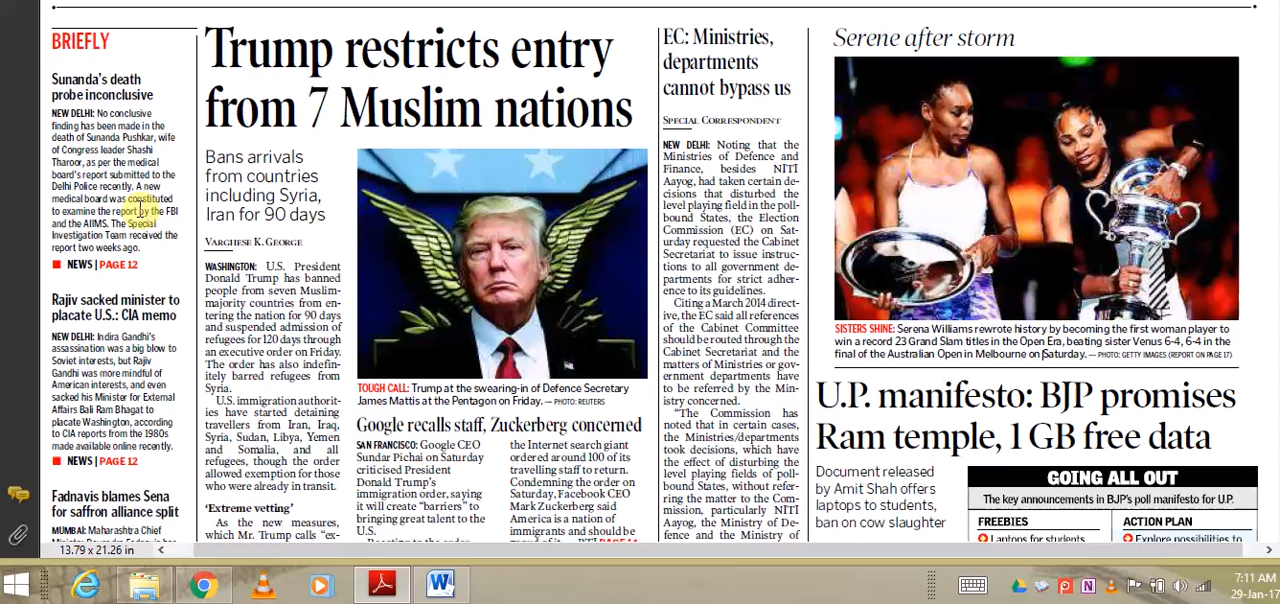 BRIEFLY
Sunanda's death
probe inconclusive
NEW DELHI: No conclusive
finding has been made in the
death of Sunanda Pushkar, wife
of Congress leader Shashi
Tharoor, as per the medical
board's report submitted to the
Delhi Police recently. A new
medical board was constituted
to examine the report by the FBI
and the AIIMS. The Special
Investigation Team received the
report two weeks ago.
NEWS | PAGE 12
Rajiv sacked minister to
placate U.S.: CIA memo
NEW DELHI: Indira Gandhi's
assassination was a big blow to
Soviet interests, but Rajiv
Gandhi was more mindful of
American interests, and even
sacked his Minister for External
Affairs Bali Ram Bhagat to
placate Washington, according
to CIA reports from the 1980s
made available online recently.
NEWS | PAGE 12
Fadnavis blames Sena
for saffron alliance split
MUMBAI: Maharashtra Chief
Trump restricts entry
from 7 Muslim nations
Bans arrivals
from countries
including Syria,
Iran for 90 days
VARGHESE K. GEORGE
WASHINGTON: U.S. President
Donald Trump has banned
people from seven Muslim-
majority countries from en-
tering the nation for 90 days
and suspended admission of
refugees for 120 days through
an executive order on Friday.
The order has also indefin-
itely barred refugees from
Syria.
U.S. immigration authorit-
ies have started detaining
travellers from Iran, Iraq,
Syria, Sudan, Libya, Yemen
and Somalia, and all
refugees, though the order
allowed exemption for those
who were already in transit.
'Extreme vetting'
As the new measures,
which Mr. Trump calls "ex-
TOUGH CALL: Trump at the swearing-in of Defence Secretary
James Mattis at the Pentagon on Friday. — PHOTO: REUTERS
Google recalls staff, Zuckerberg concerned
SAN FRANCISCO: Google CEO
Sundar Pichai on Saturday
criticised President
Donald Trump's
immigration order, saying
it will create "barriers" to
bringing great talent to the
U.S.
the Internet search giant
ordered around 100 of its
travelling staff to return.
Condemning the order on
Saturday, Facebook CEO
Mark Zuckerberg said
America is a nation of
immigrants and should be
EC: Ministries,
departments
cannot bypass us
SPECIAL CORRESPONDENT
NEW DELHI: Noting that the
Ministries of Defence and
Finance, besides NITI
Aayog, had taken certain de-
cisions that disturbed the
level playing field in the poll-
bound States, the Election
Commission (EC) on Sat-
urday requested the Cabinet
Secretariat to issue instruc-
tions to all government de-
partments for strict adher-
ence to its guidelines.
Citing a March 2014 direct-
ive, the EC said all references
of the Cabinet Committee
should be routed through the
Cabinet Secretariat and the
matters of Ministries or gov-
ernment departments have
to be referred by the Min-
istry concerned.
"The Commission has
noted that in certain cases,
the Ministries/departments
took decisions, which have
the effect of disturbing the
level playing fields of poll-
bound States, without refer-
ring the matter to the Com-
mission, particularly NITI
Aayog, the Ministry of De-
fence and the Ministry of
Serene after storm
SISTERS SHINE: Serena Williams rewrote history by becoming the first woman player to
win a record 23 Grand Slam titles in the Open Era, beating sister Venus 6-4, 6-4 in the
final of the Australian Open in Melbourne on Saturday. — PHOTO: GETTY IMAGES (REPORT ON PAGE 17)
U.P. manifesto: BJP promises
Ram temple, 1 GB free data
Document released
by Amit Shah offers
laptops to students,
ban on cow slaughter
GOING ALL OUT
The key announcements in BJP's poll manifesto for U.P.
FREEBIES
Laptops for students
ACTION PLAN
Explore possibilities to
13.79 x 21.26 in
7:11 AM
29-Jan-17